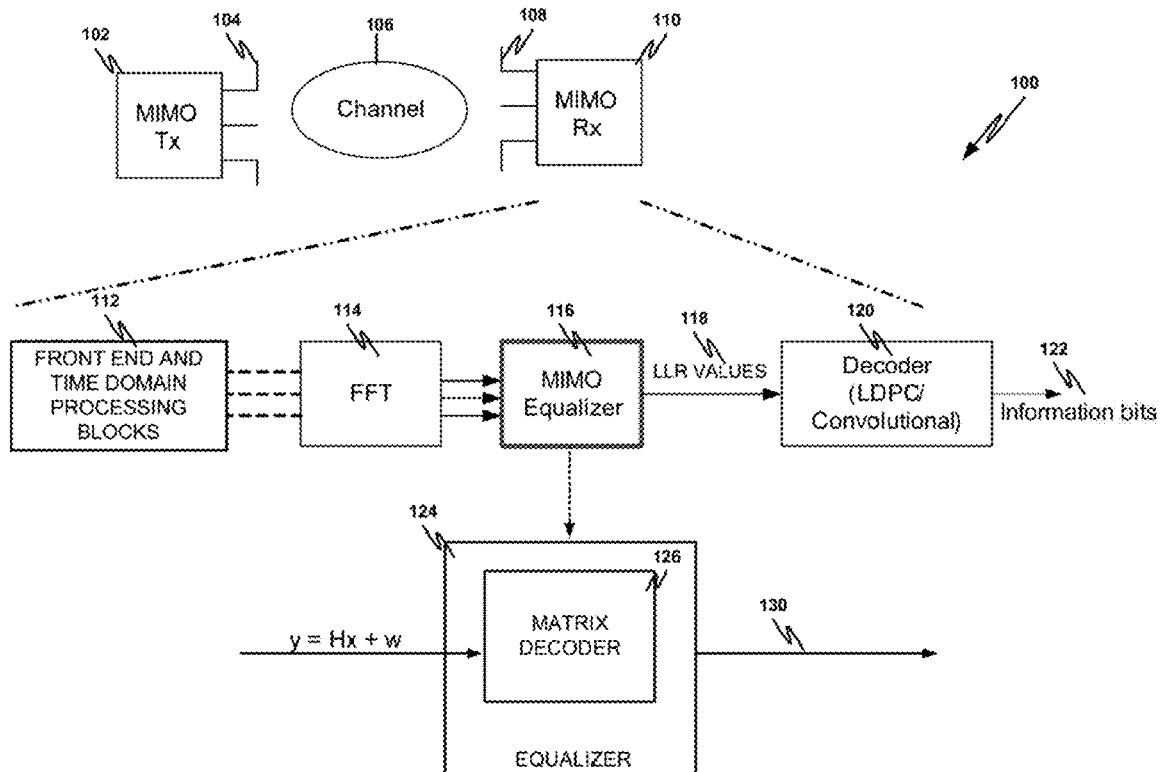 102
104
106
108
110
MIMO
Tx
Channel
MIMO
Rx
100
112
114
116
118
120
122
FRONT END AND
TIME DOMAIN
PROCESSING
BLOCKS
FFT
MIMO
Equalizer
LLR VALUES
Decoder
(LDPC/
Convolutional)
Information bits
124
126
130
MATRIX
DECODER
y = Hx + w
EQUALIZER